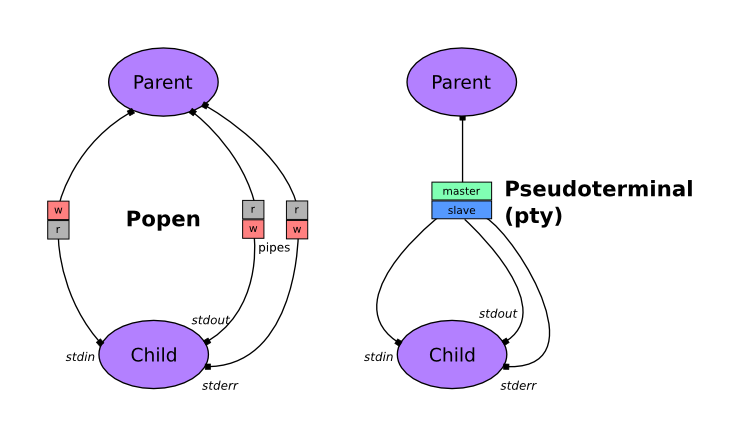 Parent
w
r
Popen
r
w
r
w
pipes
stdout
stdin
Child
stderr
Parent
master
slave
Pseudoterminal
(pty)
stdout
stdin
Child
stderr